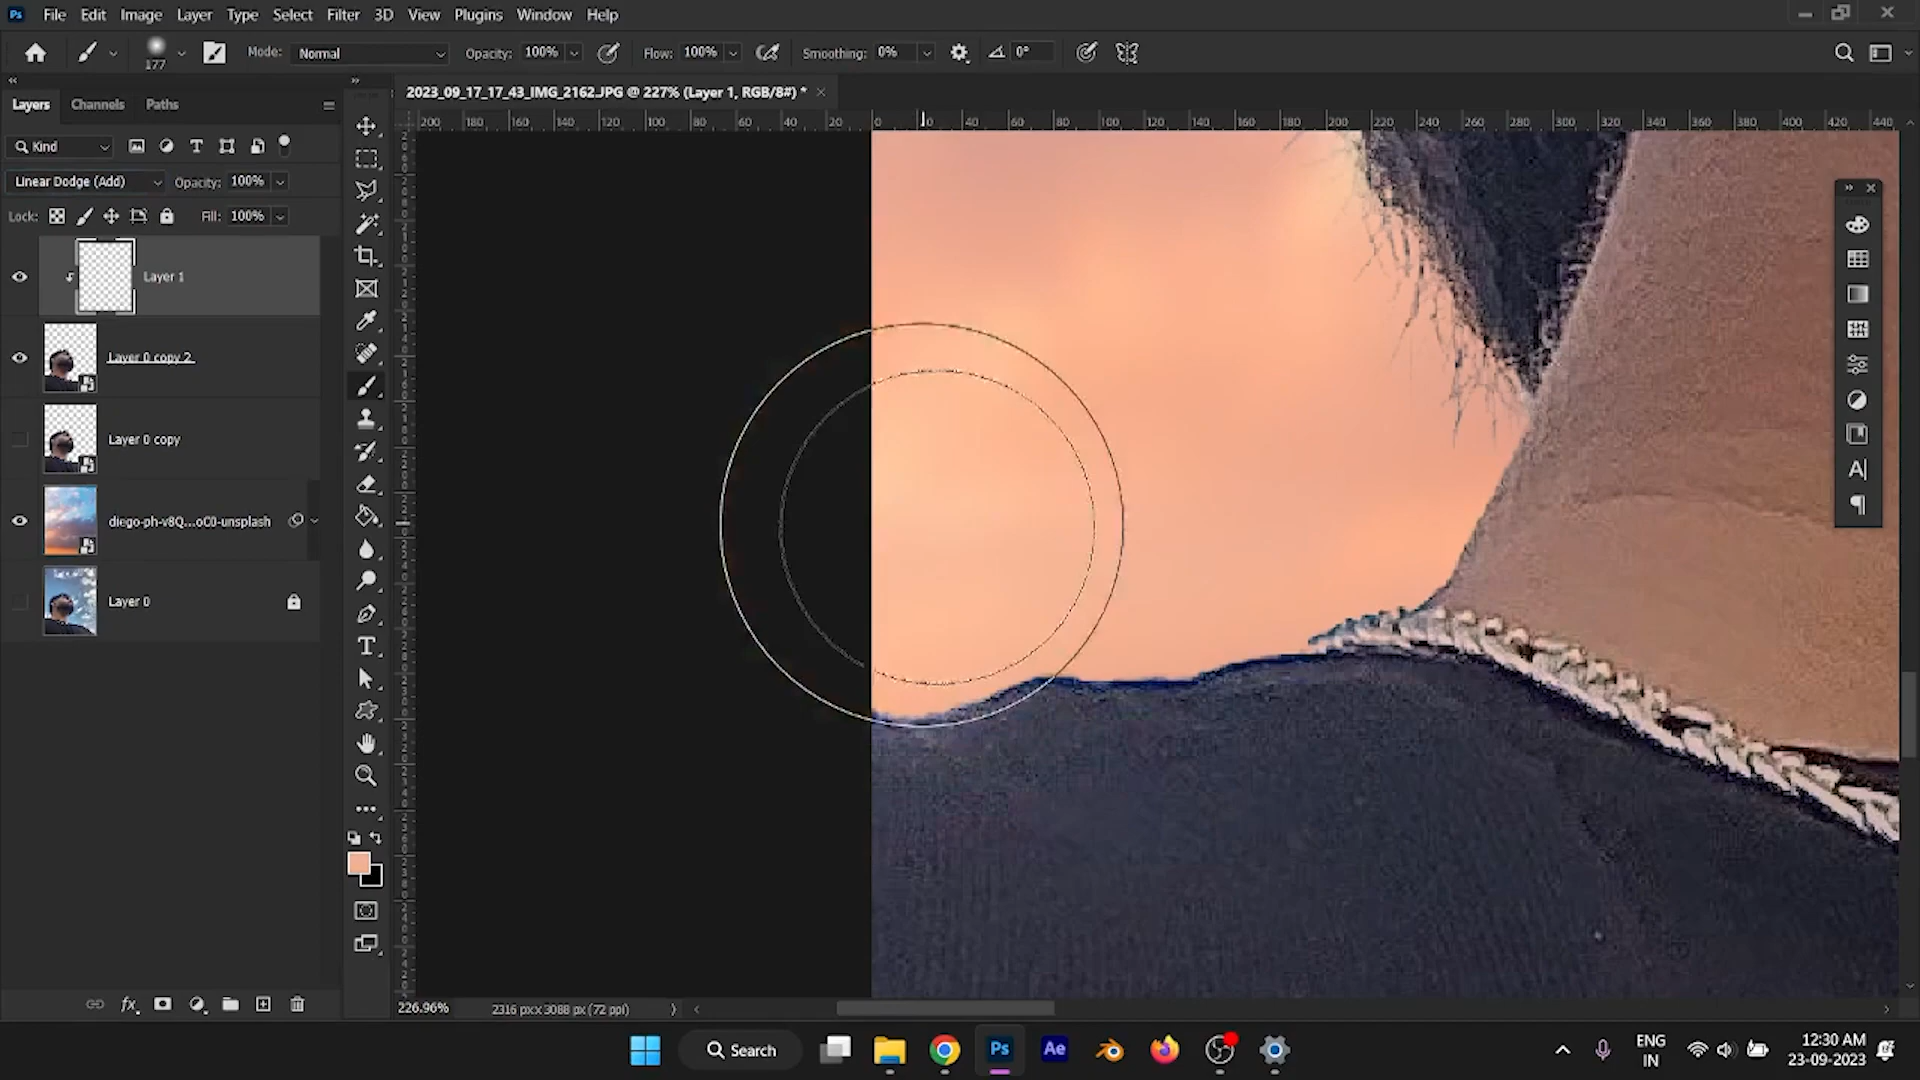 Ps File Edit Image Layer Type Select Filter 3D View Plugins Window Help
177 Mode: Normal Opacity: 100% Flow: 100% Smoothing: 0% 0°
Layers Channels Paths
2023_09_17_17_43_IMG_2162.JPG @ 227% (Layer 1, RGB/8#) *
200 180 160 140 120 100 80 60 40 20 0 20 40 60 80 100 120 140 160 180 200 220 240 260 280 300 320 340 360 380 400 420 440
Kind
Linear Dodge (Add) Opacity: 100%
Lock: Fill: 100%
Layer 1
Layer 0 copy 2
Layer 0 copy
diego-ph-v8Q...oC0-unsplash
Layer 0
fx
226.96% 2316 px x 3088 px (72 ppi)
Search Ps Ae ENG
IN
12:30 AM
23-09-2023